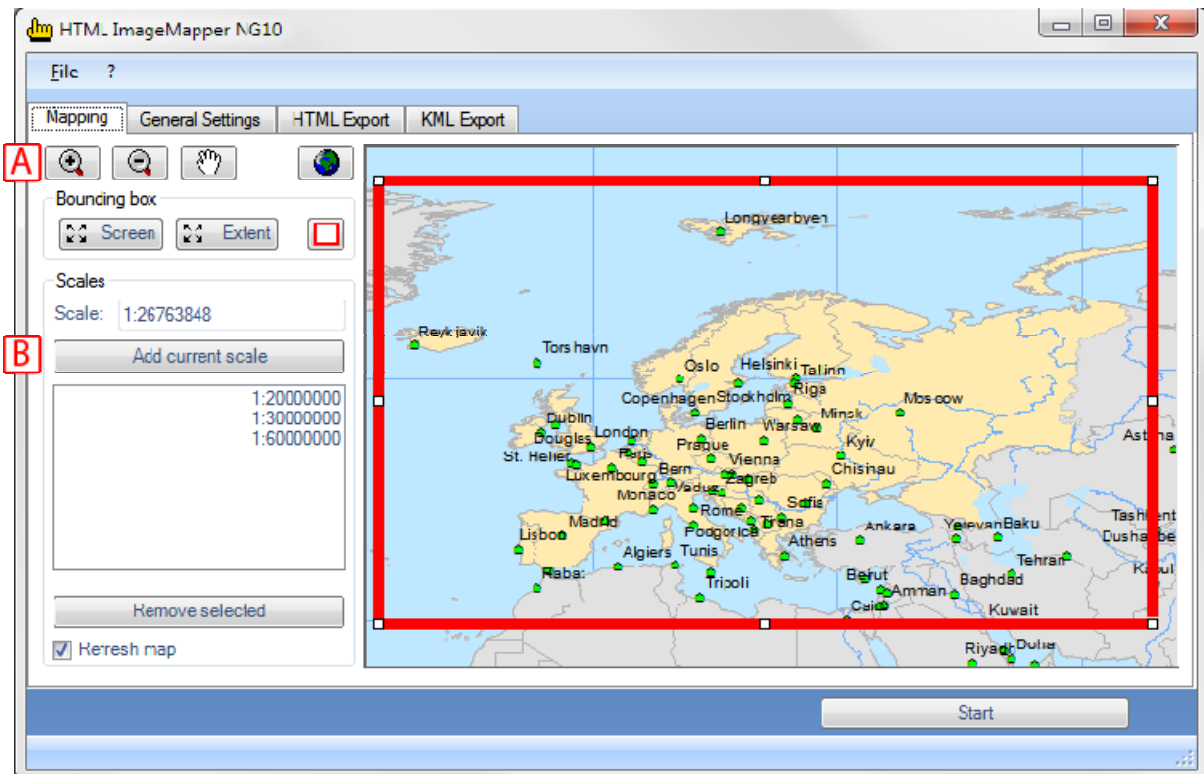 HTML ImageMapper NG10
File ?
Mapping General Settings HTML Export KML Export
A
Bounding box
Screen Extent
Scales
Scale: 1:26763848
B
Add current scale
1:20000000
1:30000000
1:60000000
Remove selected
Refresh map
Longyearbyen
Reykjavik
Torshavn
Oslo Helsinki Talinn
Riga
Copenhagen Stockholm Moscow
Minsk
Dublin Berlin Warsaw
Douglas London Prague Kyiv
St. Helier Paris Vienna Astana
Luxembourg Bern Zagreb Chisinau
Monaco Vaduz
Rome Sofia
Madrid Tirana Ankara Yerevan Baku Tashkent
Lisbon Podgorica Athens Dushanbe
Algiers Tunis Tehran
Rabat Tripoli Beirut Baghdad Kabul
Amman
Cairo Kuwait
Riyadh Doha
Start